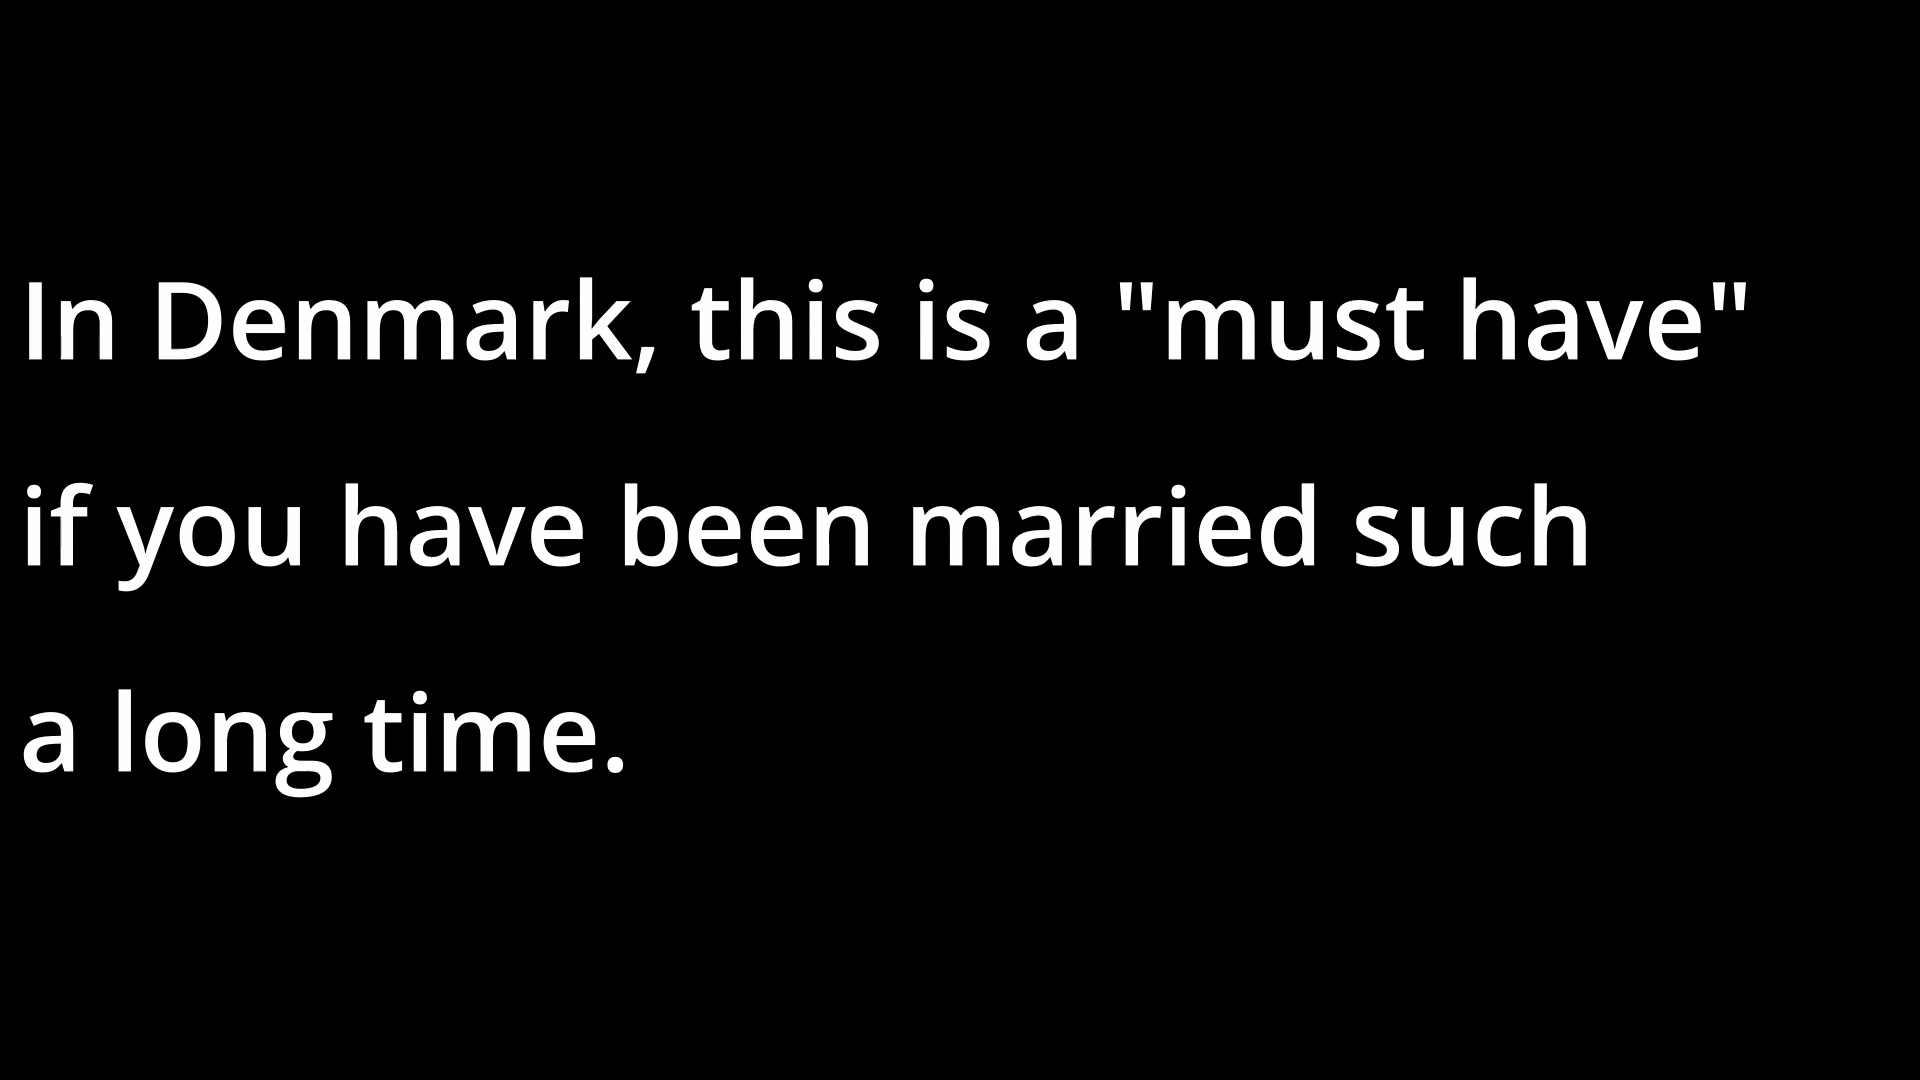 In Denmark, this is a "must have"
if you have been married such
a long time.